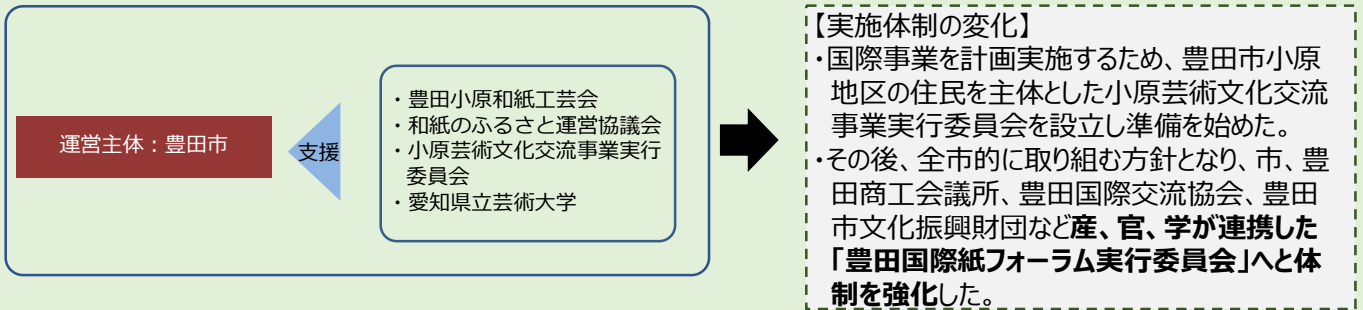 運営主体：豊田市
支援
・豊田小原和紙工芸会
・和紙のふるさと運営協議会
・小原芸術文化交流事業実行
委員会
・愛知県立芸術大学
【実施体制の変化】
・国際事業を計画実施するため、豊田市小原
地区の住民を主体とした小原芸術文化交流
事業実行委員会を設立し準備を始めた。
・その後、全市的に取り組む方針となり、市、豊
田商工会議所、豊田国際交流協会、豊田
市文化振興財団など産、官、学が連携した
「豊田国際紙フォーラム実行委員会」へと体
制を強化した。